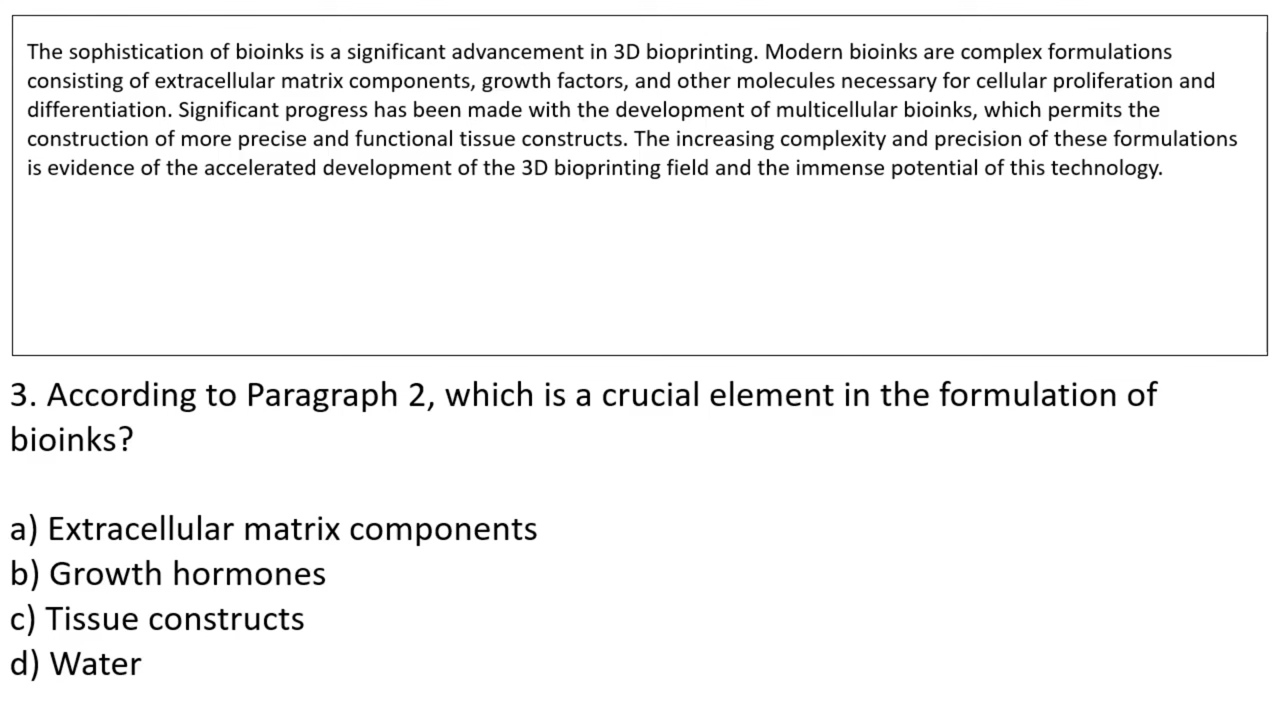 The sophistication of bioinks is a significant advancement in 3D bioprinting. Modern bioinks are complex formulations
consisting of extracellular matrix components, growth factors, and other molecules necessary for cellular proliferation and
differentiation. Significant progress has been made with the development of multicellular bioinks, which permits the
construction of more precise and functional tissue constructs. The increasing complexity and precision of these formulations
is evidence of the accelerated development of the 3D bioprinting field and the immense potential of this technology.
3. According to Paragraph 2, which is a crucial element in the formulation of
bioinks?
a) Extracellular matrix components
b) Growth hormones
c) Tissue constructs
d) Water